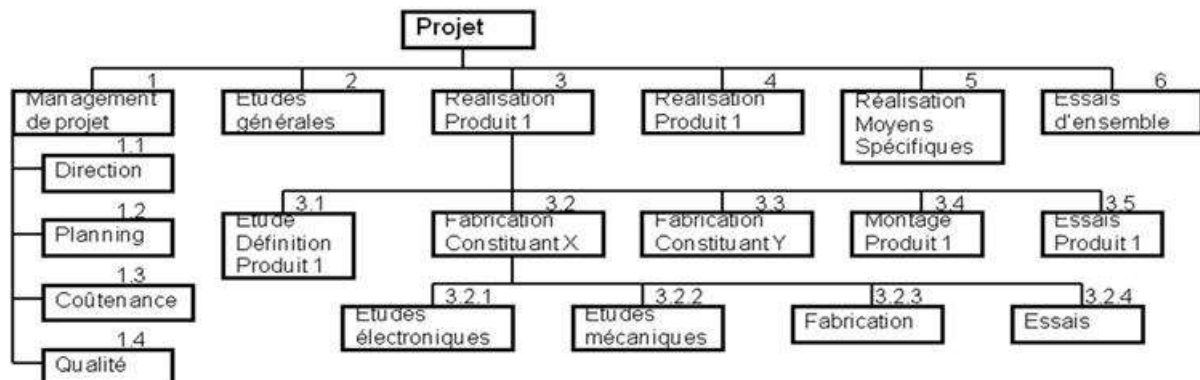 Projet
1
Management
de projet
2
Etudes
générales
3
Réalisation
Produit 1
4
Réalisation
Produit 1
5
Réalisation
Moyens
Spécifiques
6
Essais
d'ensemble
1.1
Direction
1.2
Planning
1.3
Coûtenance
1.4
Qualité
3.1
Etude
Définition
Produit 1
3.2
Fabrication
Constituant X
3.3
Fabrication
Constituant Y
3.4
Montage
Produit 1
3.5
Essais
Produit 1
3.2.1
Etudes
électroniques
3.2.2
Etudes
mécaniques
3.2.3
Fabrication
3.2.4
Essais